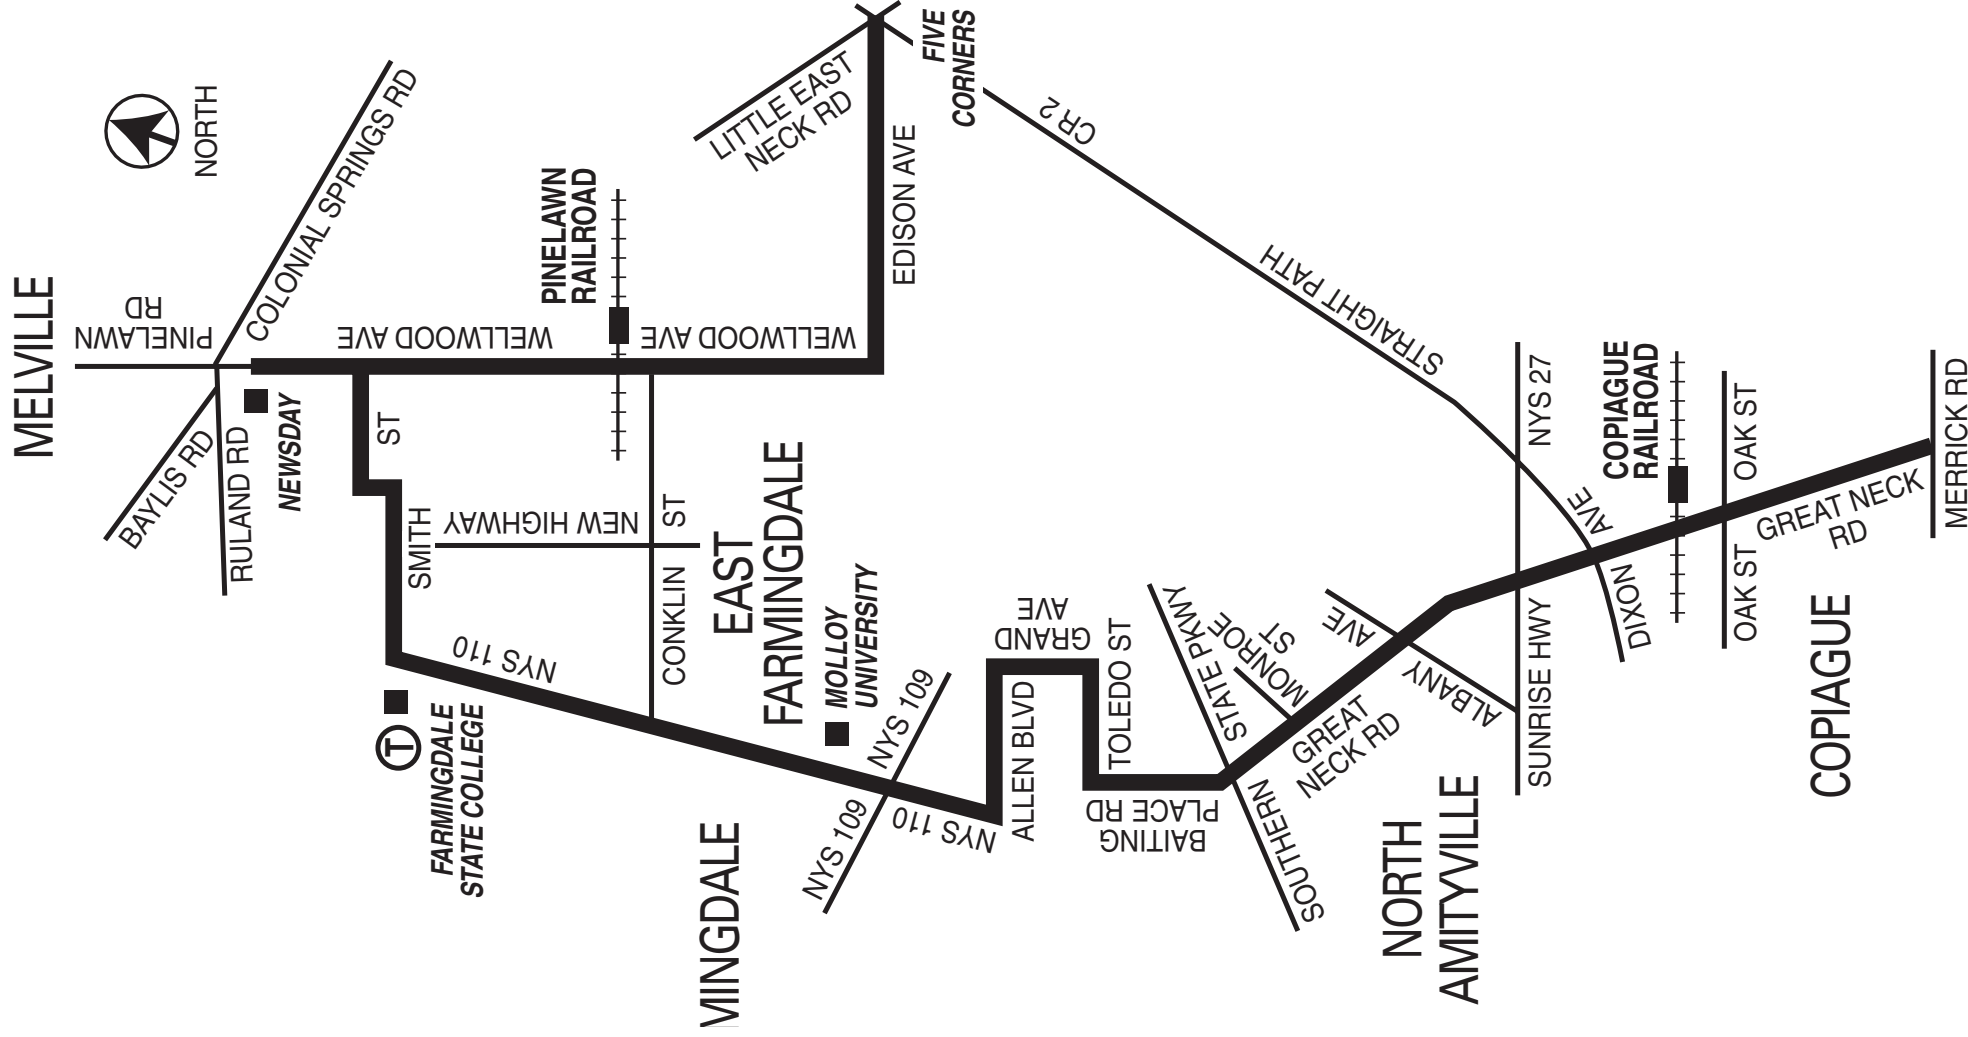 MELVILLE
PINELAWN
RD
COLONIAL SPRINGS RD
NORTH
BAYLIS RD
RULAND RD
NEWSDAY
WELLWOOD AVE
WELLWOOD AVE
PINELAWN
RAILROAD
LITTLE EAST
NECK RD
EDISON AVE
FIVE
CORNERS
CR 2
STRAIGHT PATH
SMITH
ST
NEW HIGHWAY
CONKLIN
ST
NYS 110
T
FARMINGDALE
STATE COLLEGE
EAST
FARMINGDALE
MOLLOY
UNIVERSITY
NYS 109
NYS 109
NYS 110
MINGDALE
ALLEN BLVD
GRAND
AVE
TOLEDO ST
BAITING
PLACE RD
SOUTHERN
STATE PKWY
MONROE
ST
GREAT
NECK RD
ALBANY
AVE
NORTH
AMITYVILLE
SUNRISE HWY
NYS 27
DIXON
AVE
COPIAGUE
RAILROAD
OAK ST
OAK ST
GREAT NECK
RD
MERRICK RD
COPIAGUE